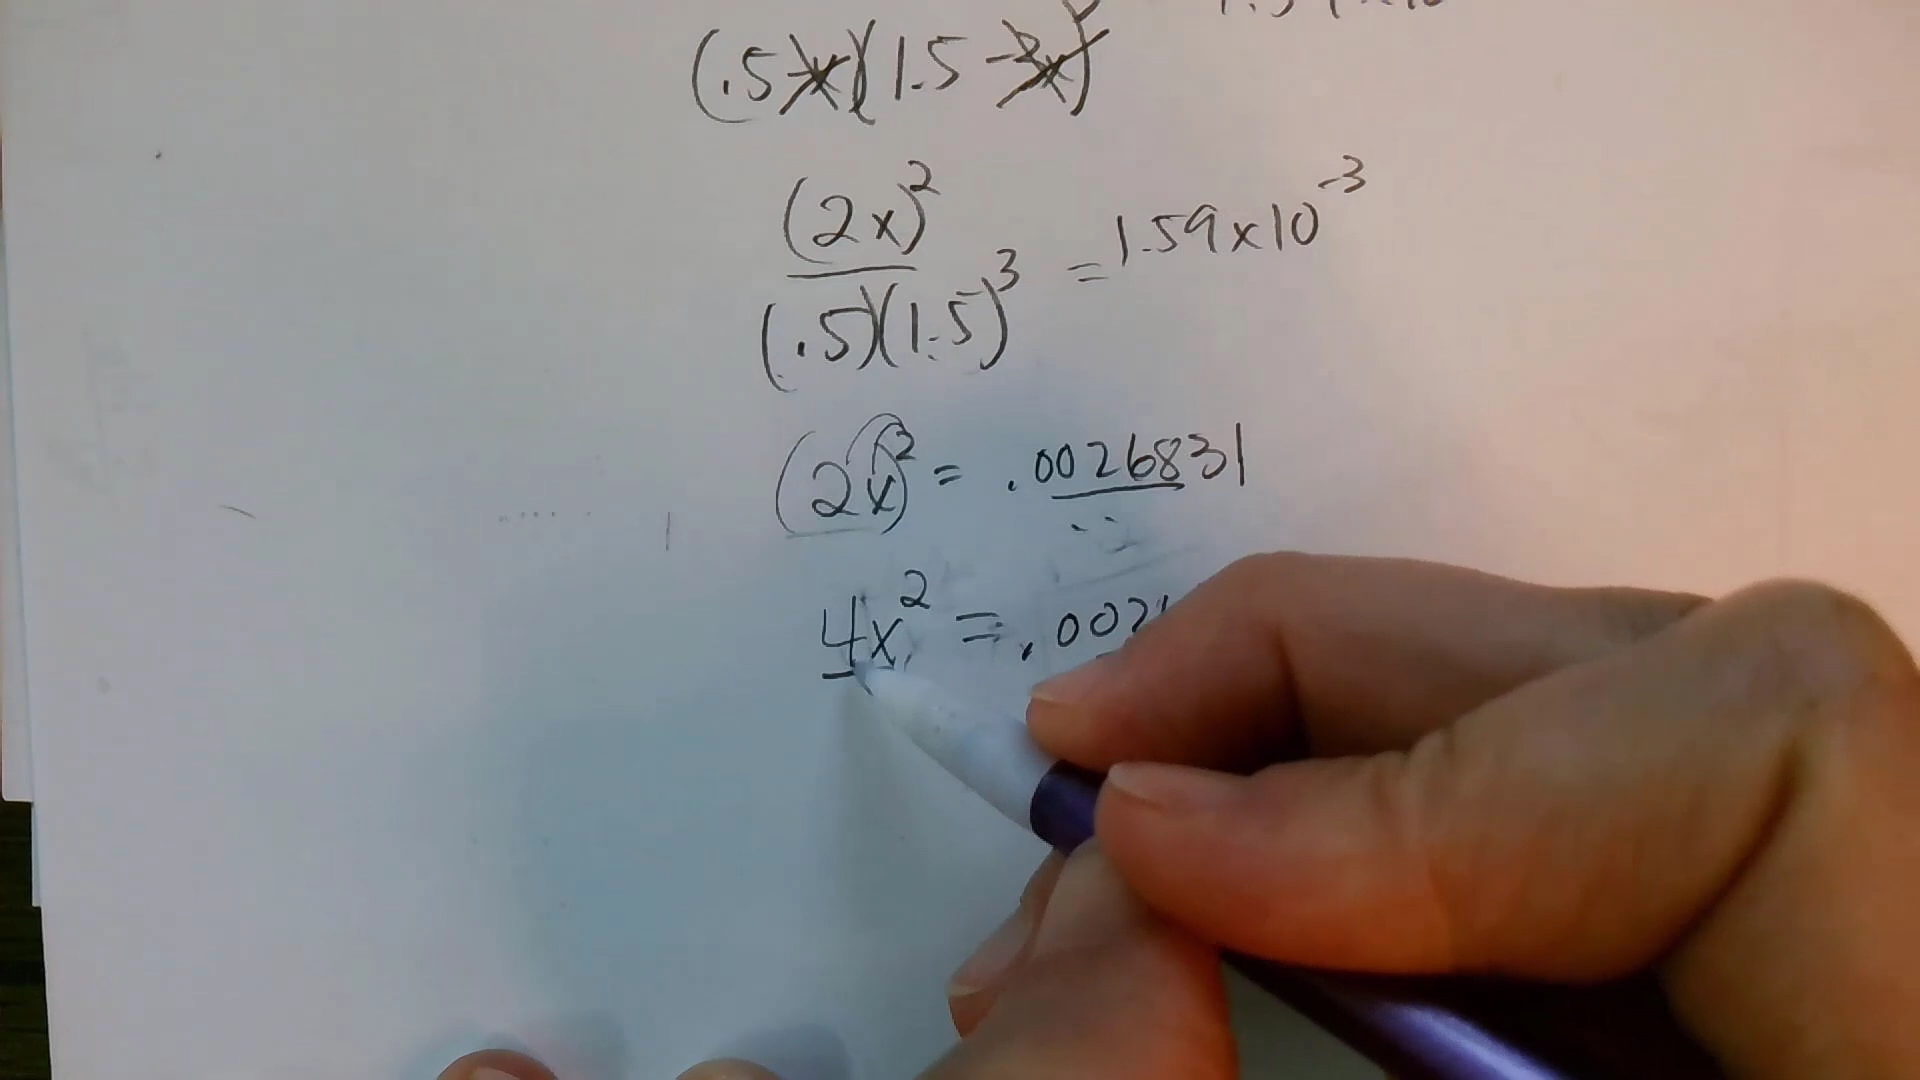 (.5-x)(1.5-3x)
(2x)²
(.5)(1.5)³ = 1.59x10⁻³
(2x)² = .0026831
4x² = .002